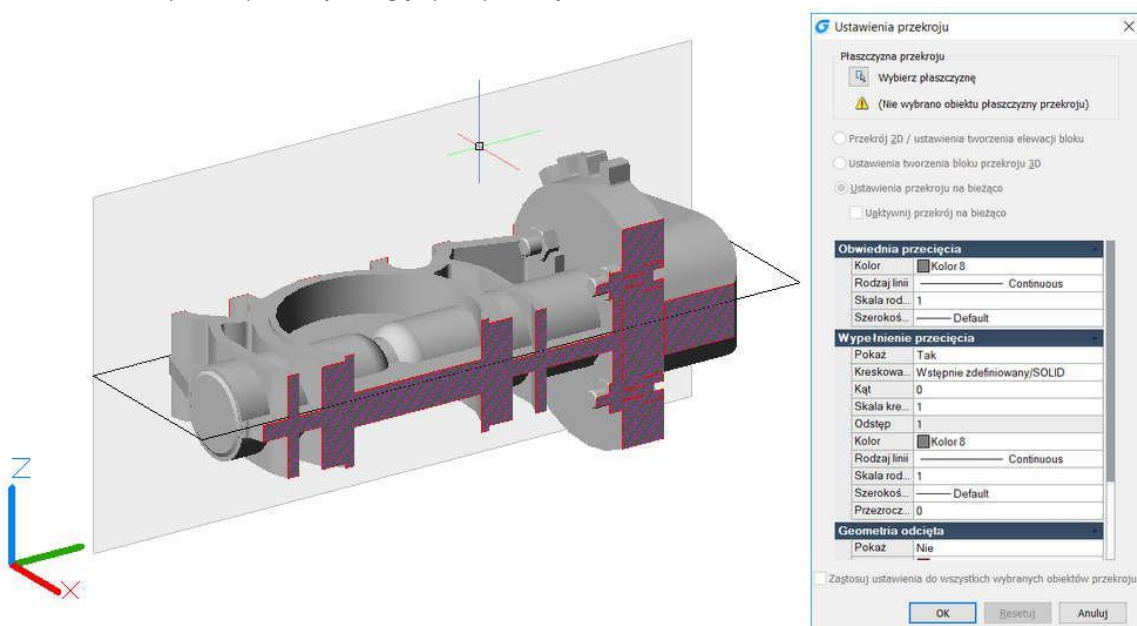 Ustawienia przekroju
Płaszczyzna przekroju
Wybierz płaszczyznę
(Nie wybrano obiektu płaszczyzny przekroju)
Przekrój 2D / ustawienia tworzenia elewacji bloku
Ustawienia tworzenia bloku przekroju 3D
Ustawienia przekroju na bieżąco
Uaktywnij przekrój na bieżąco
Obwiednia przecięcia
Kolor Kolor 8
Rodzaj linii Continuous
Skala rod... 1
Szerokoś... Default
Wypełnienie przecięcia
Pokaż Tak
Kreskowa... Wstępnie zdefiniowany/SOLID
Kąt 0
Skala kre... 1
Odstęp 1
Kolor Kolor 8
Rodzaj linii Continuous
Skala rod... 1
Szerokoś... Default
Przezrocz... 0
Geometria odcięta
Pokaż Nie
Zastosuj ustawienia do wszystkich wybranych obiektów przekroju
OK Resetuj Anuluj
Z
X